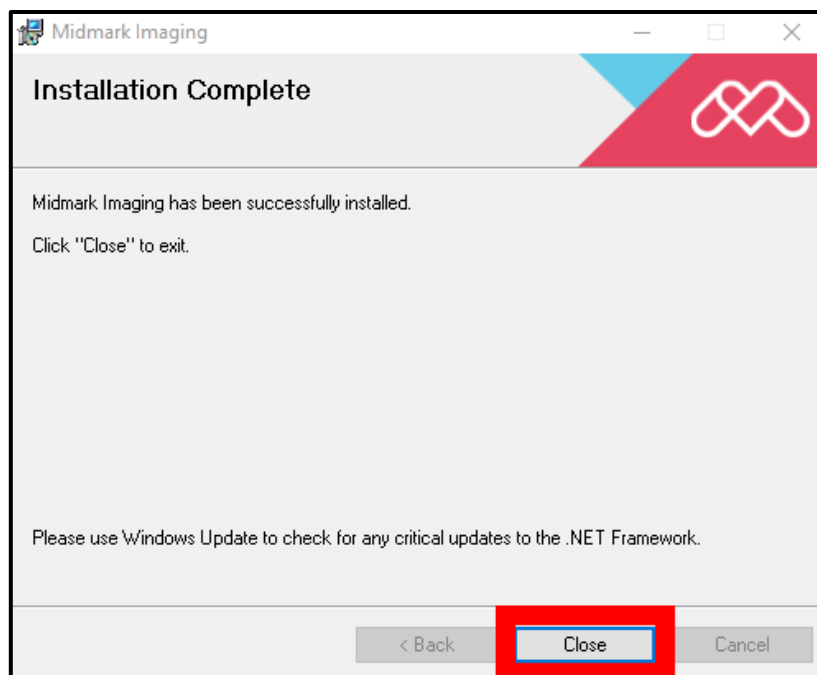 Midmark Imaging
Installation Complete
Midmark Imaging has been successfully installed.
Click "Close" to exit.
Please use Windows Update to check for any critical updates to the .NET Framework.
< Back Close Cancel